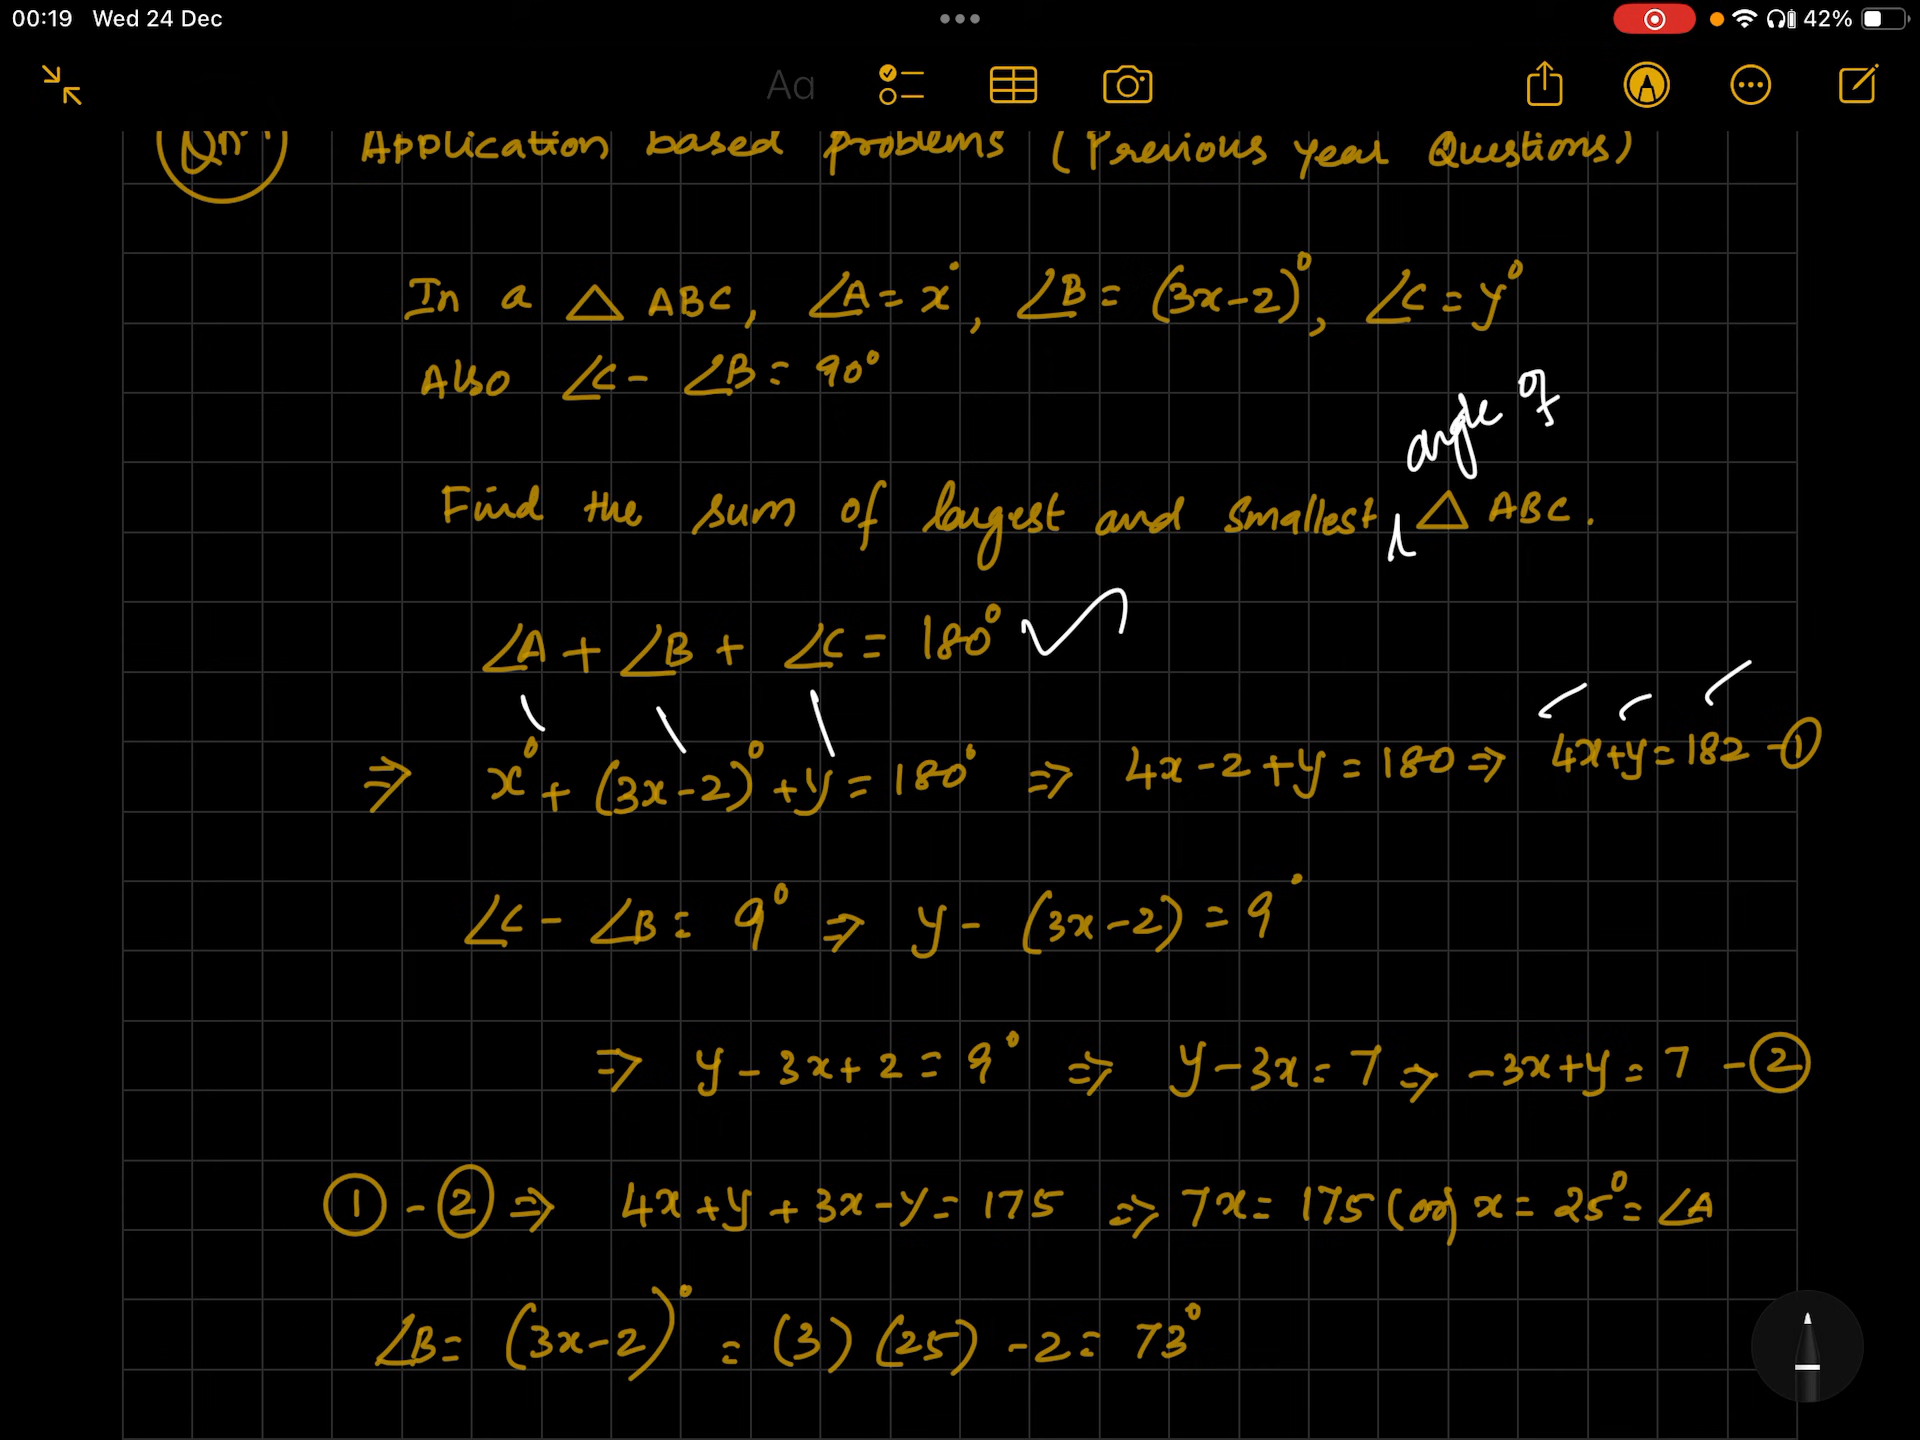 00:19 Wed 24 Dec
42%
Aa
Application based problems (Previous year Questions)
In a △ ABC, ∠A = x°, ∠B = (3x-2)°, ∠C = y°
Also ∠C - ∠B = 90°
angle of
Find the sum of largest and smallest △ ABC.
∠A + ∠B + ∠C = 180°
⇒ x° + (3x-2)° + y = 180° ⇒ 4x - 2 + y = 180 ⇒ 4x+y = 182 - ①
∠C - ∠B = 9° ⇒ y - (3x-2) = 9°
⇒ y - 3x + 2 = 9° ⇒ y - 3x = 7 ⇒ -3x+y = 7 - ②
① - ② ⇒ 4x + y + 3x - y = 175 ⇒ 7x = 175 (or) x = 25° = ∠A
∠B = (3x-2)° = (3) (25) - 2 = 73°